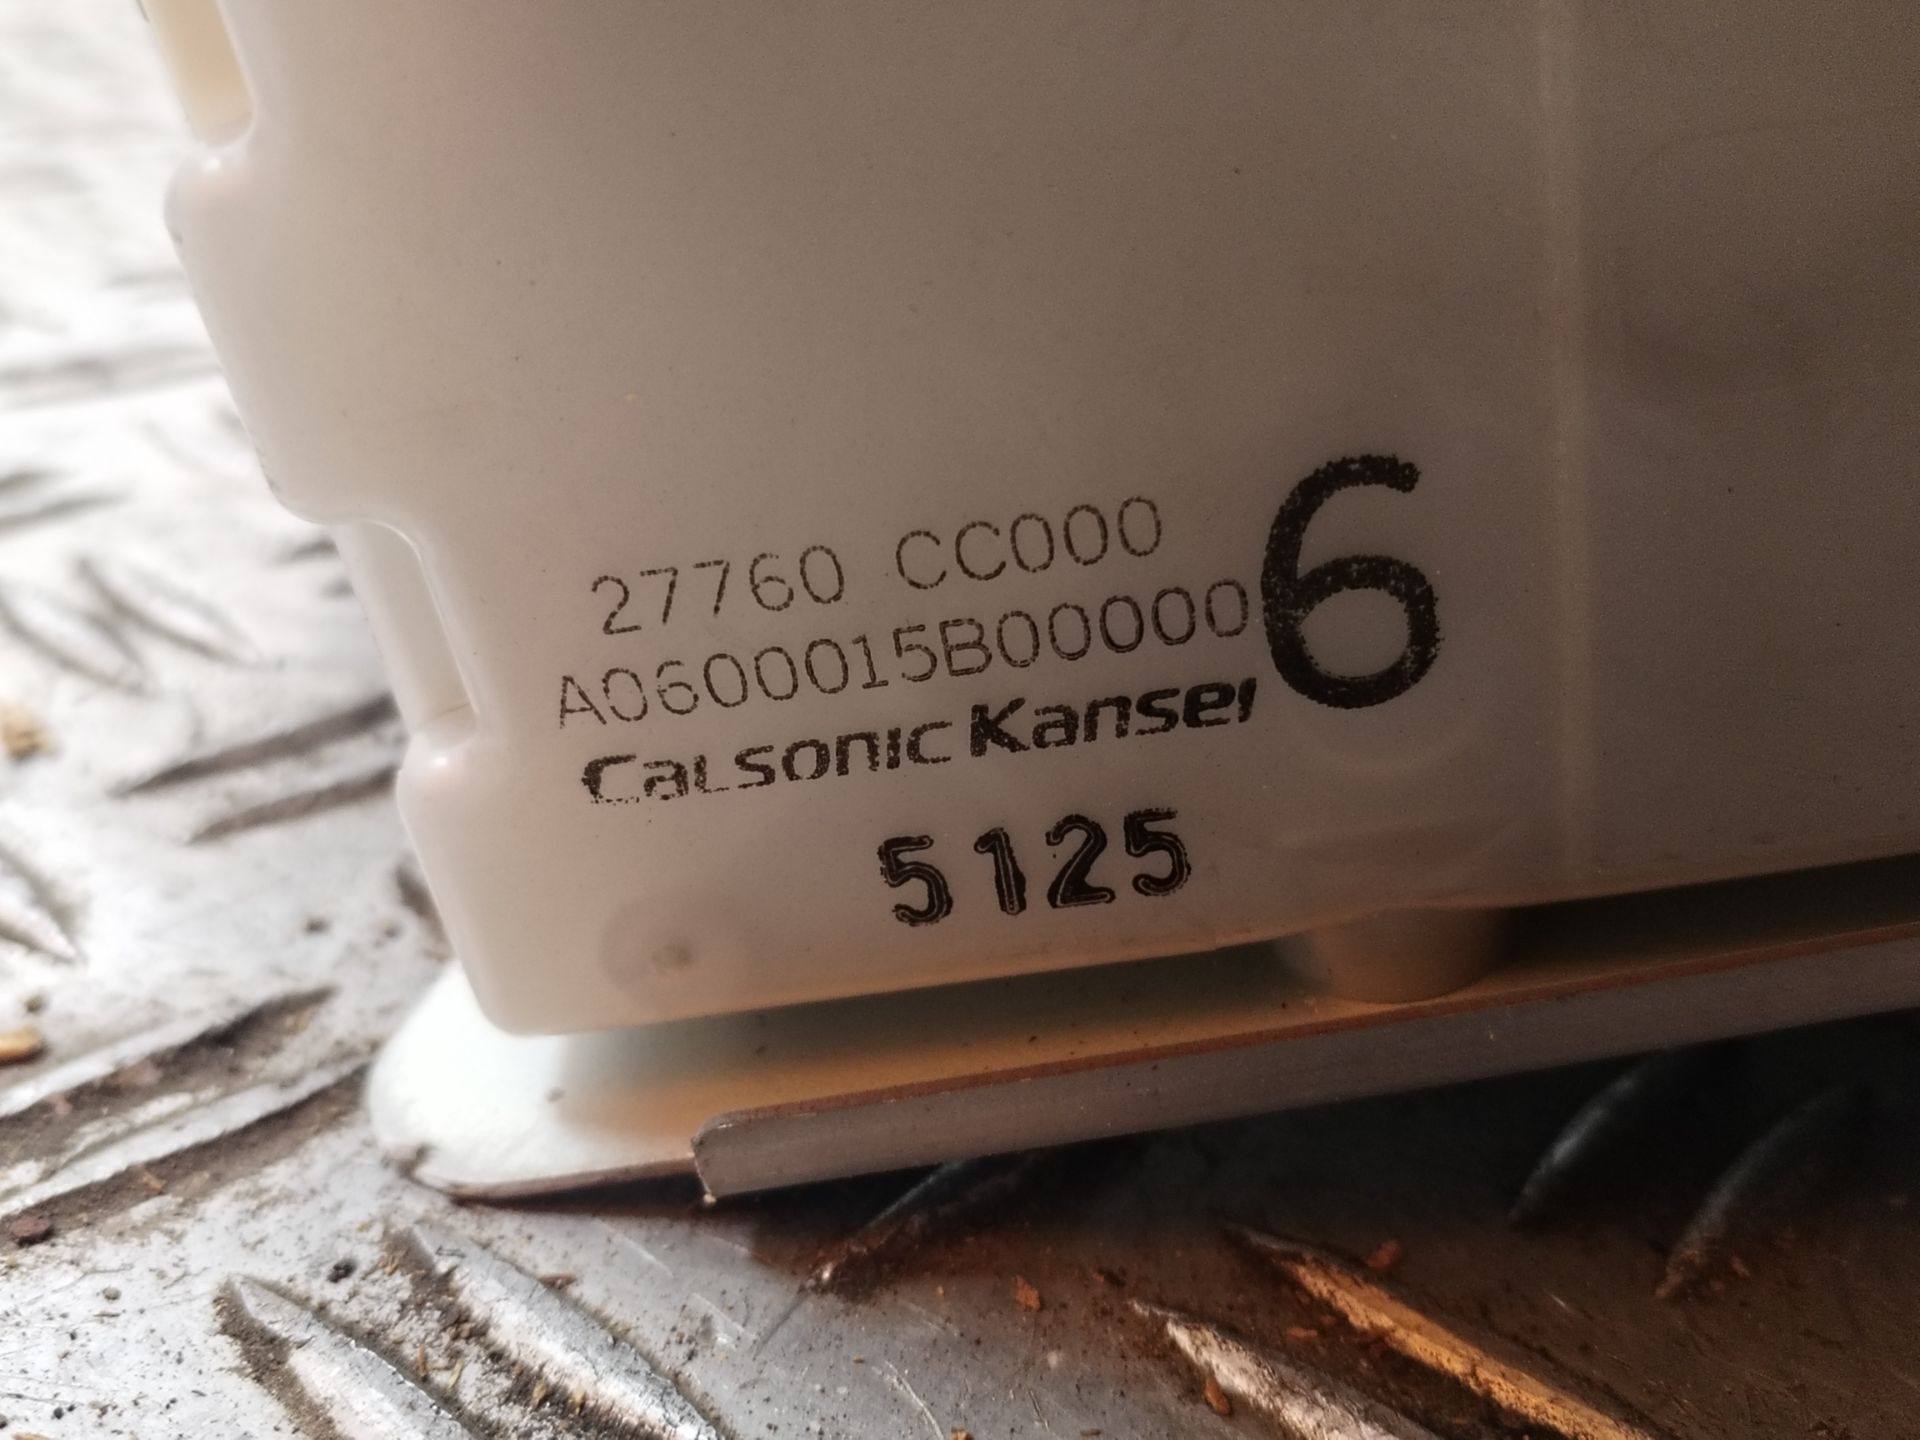 27760 CC000
A0600015B00000
6
Calsonic Kansei
5125